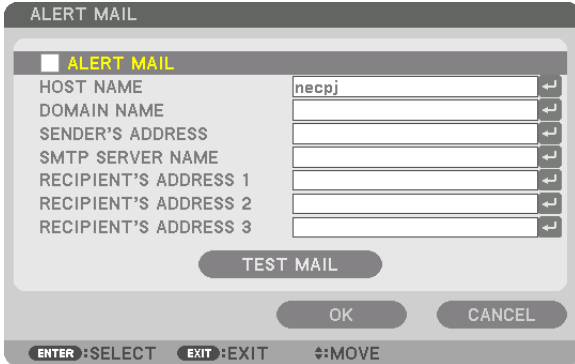 ALERT MAIL
ALERT MAIL
HOST NAME necpj
DOMAIN NAME
SENDER'S ADDRESS
SMTP SERVER NAME
RECIPIENT'S ADDRESS 1
RECIPIENT'S ADDRESS 2
RECIPIENT'S ADDRESS 3
TEST MAIL
OK CANCEL
ENTER :SELECT EXIT :EXIT :MOVE